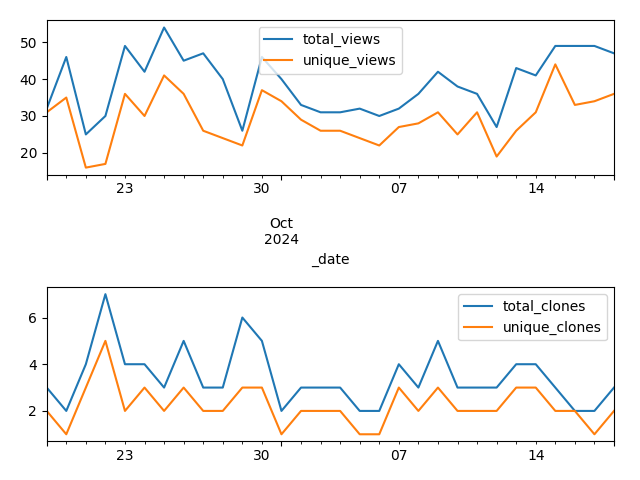 50
40
30
20
total_views
unique_views
23
30
07
14
Oct
2024
_date
6
4
2
total_clones
unique_clones
23
30
07
14